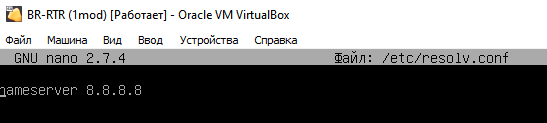 BR-RTR (1mod) [Работает] - Oracle VM VirtualBox
Файл Машина Вид Ввод Устройства Справка
GNU nano 2.7.4 Файл: /etc/resolv.conf
nameserver 8.8.8.8